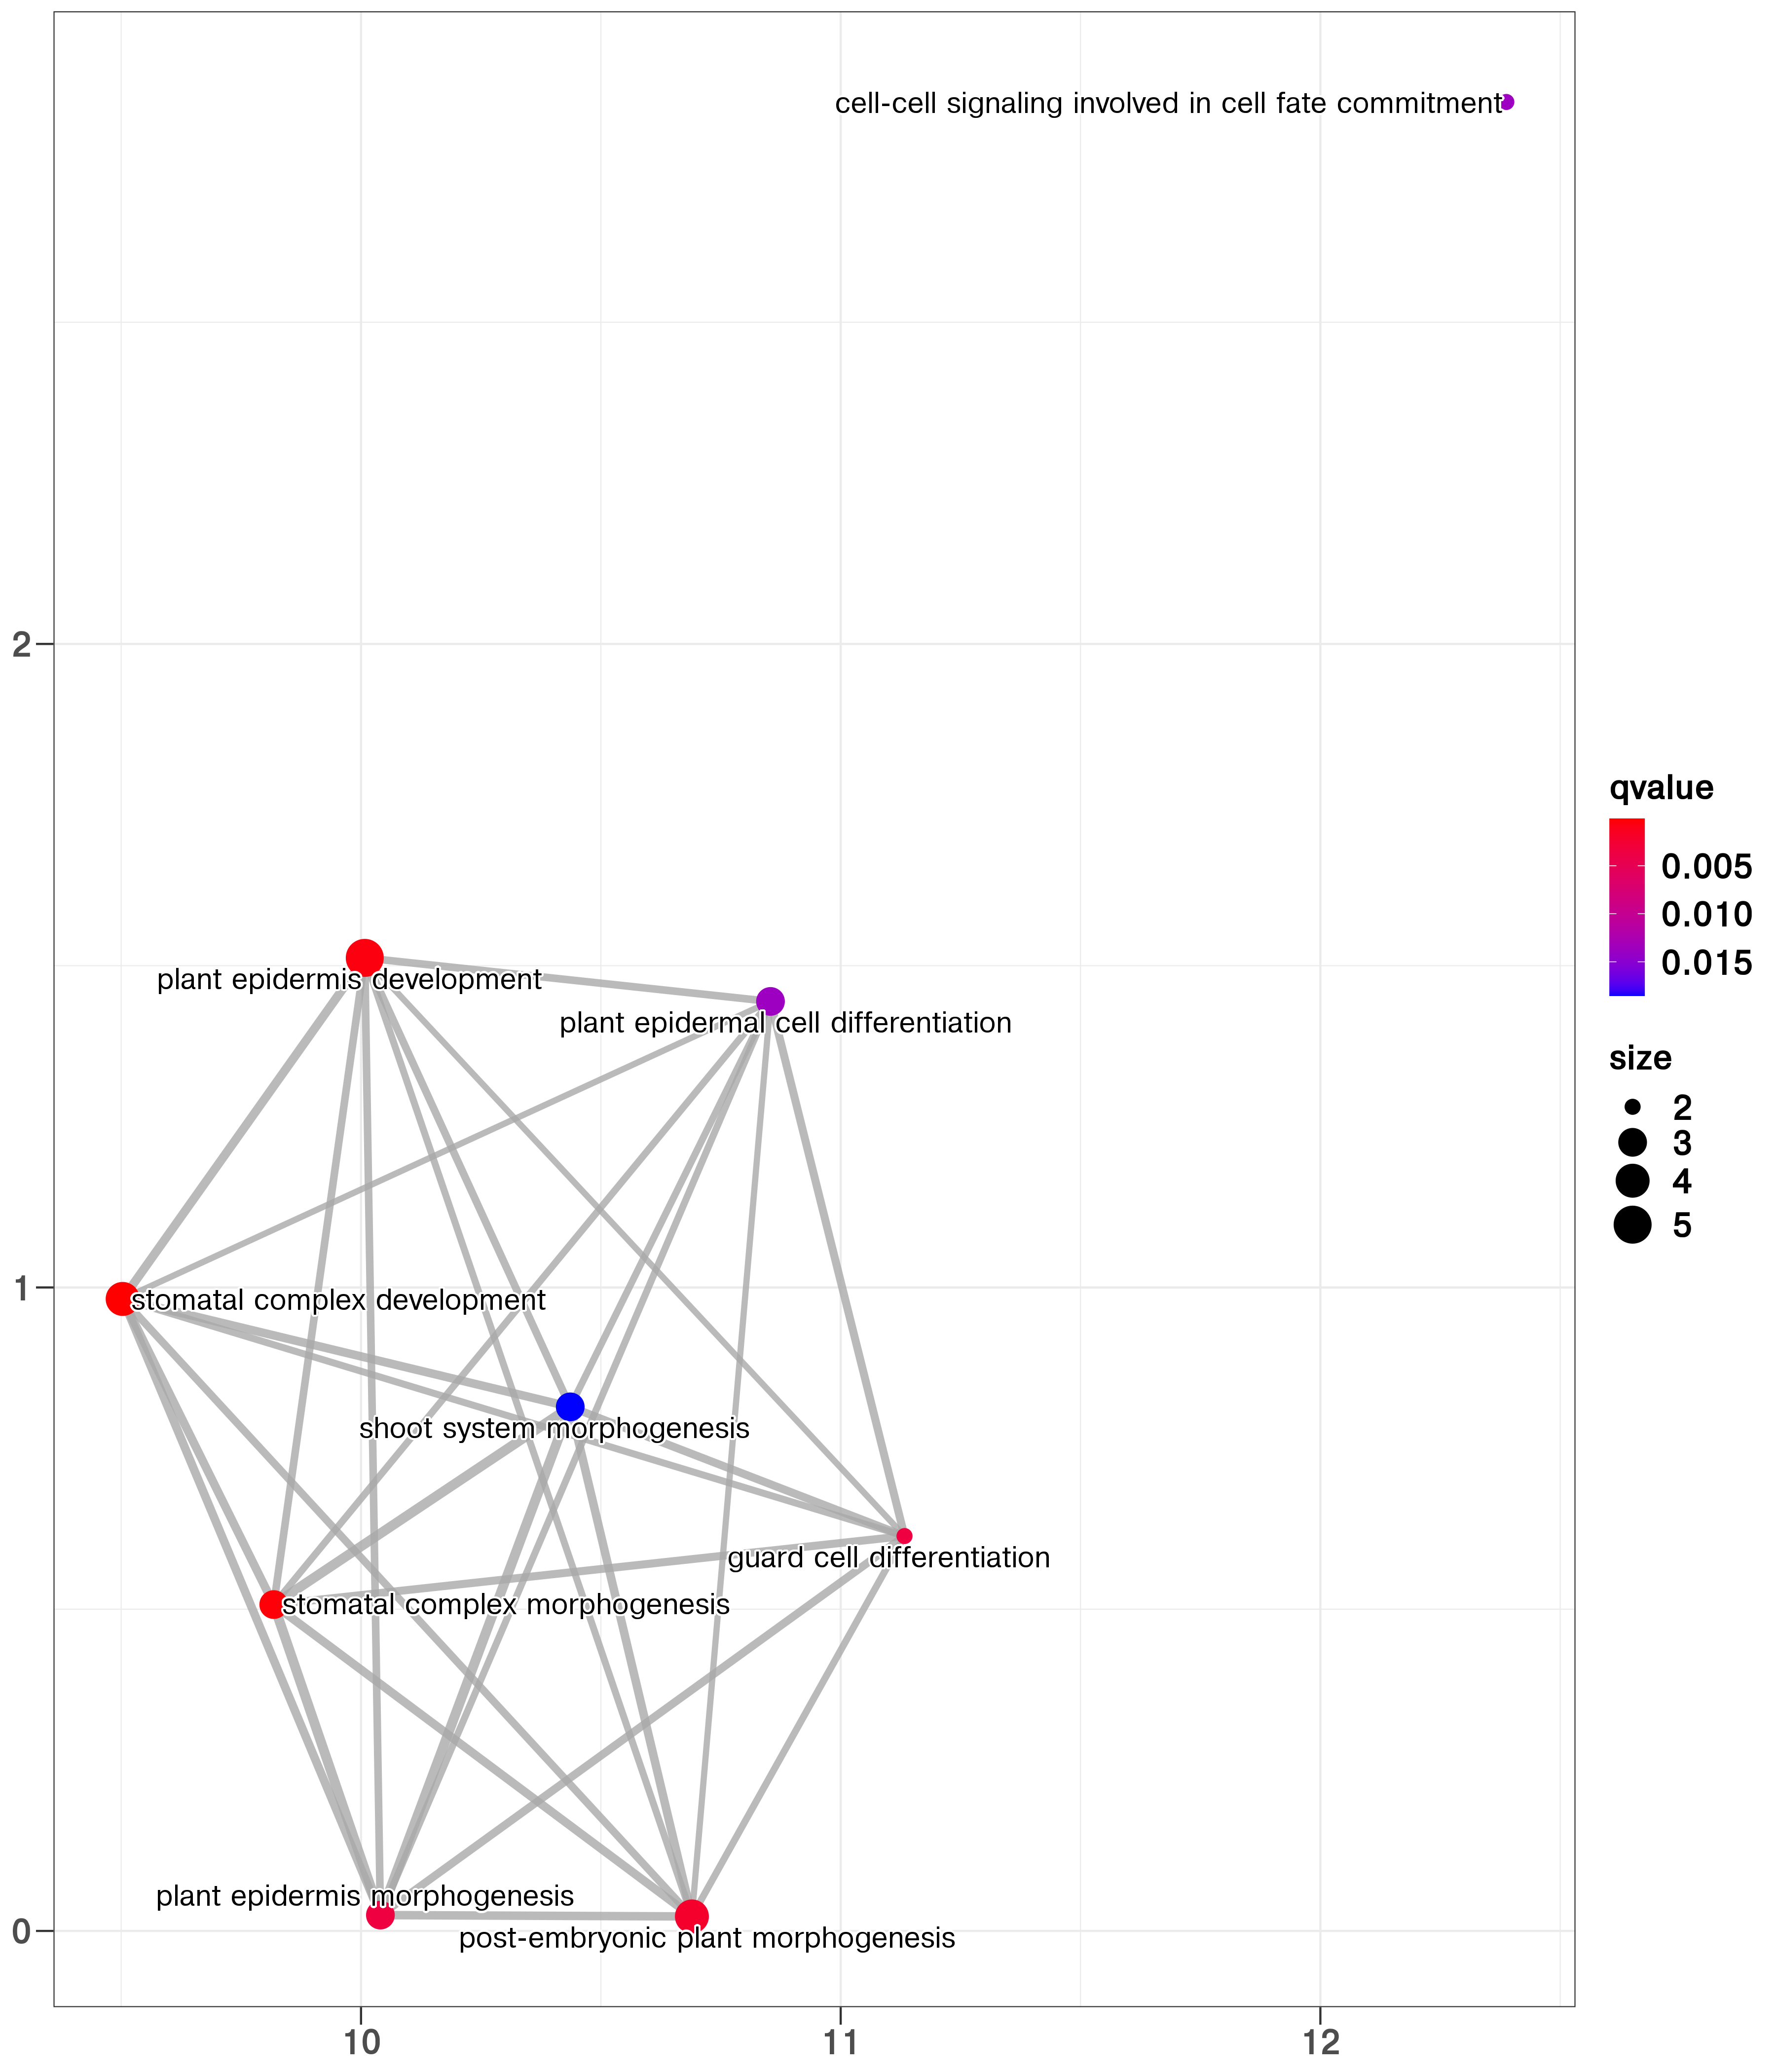 cell-cell signaling involved in cell fate commitment
2
plant epidermis development
plant epidermal cell differentiation
1
stomatal complex development
shoot system morphogenesis
guard cell differentiation
stomatal complex morphogenesis
plant epidermis morphogenesis
0
post-embryonic plant morphogenesis
10
11
12
qvalue
0.005
0.010
0.015
size
2
3
4
5